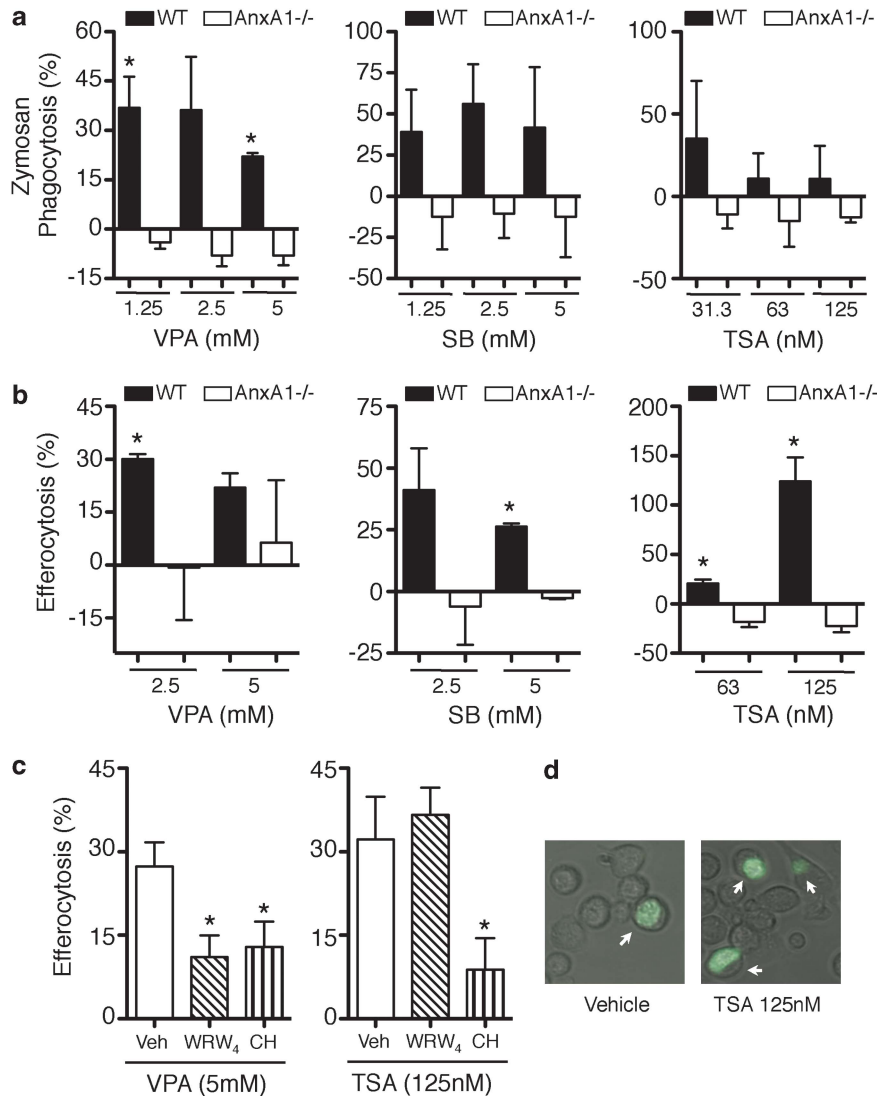 a
WT AnxA1-/-
WT AnxA1-/-
WT AnxA1-/-
Zymosan
Phagocytosis (%)
60
45
30
15
0
-15
* *
1.25 2.5 5
VPA (mM)
100
75
50
25
0
-25
-50
1.25 2.5 5
SB (mM)
100
50
0
-50
31.3 63 125
TSA (nM)
b
WT AnxA1-/-
WT AnxA1-/-
WT AnxA1-/-
Efferocytosis (%)
45
30
15
0
-15
*
2.5 5
VPA (mM)
75
50
25
0
-25
*
2.5 5
SB (mM)
200
150
100
50
0
-50
* *
63 125
TSA (nM)
c
Efferocytosis (%)
45
30
15
0
* *
Veh WRW₄ CH
VPA (5mM)
45
30
15
0
*
Veh WRW₄ CH
TSA (125nM)
d
Vehicle TSA 125nM